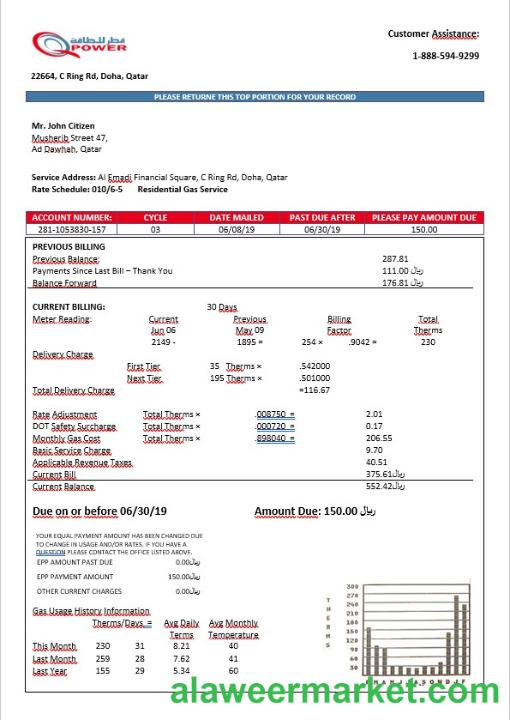 قطر للطاقة
QPOWER
Customer Assistance:
1-888-594-9299
22664, C Ring Rd, Doha, Qatar
PLEASE RETURNE THIS TOP PORTION FOR YOUR RECORD
Mr. John Citizen
Musherib Street 47,
Ad Dawhah, Qatar
Service Address: Al Emadi Financial Square, C Ring Rd, Doha, Qatar
Rate Schedule: 010/6-5 Residential Gas Service
ACCOUNT NUMBER: CYCLE DATE MAILED PAST DUE AFTER PLEASE PAY AMOUNT DUE
281-1053830-157 03 06/08/19 06/30/19 150.00
PREVIOUS BILLING
Previous Balance: 287.81
Payments Since Last Bill – Thank You 111.00 ريال
Balance Forward 176.81 ريال
CURRENT BILLING: 30 Days
Meter Reading: Current Previous Billing Total
Jun 06 May 09 Factor Therms
2149 - 1895 = 254 × .9042 = 230
Delivery Charge
First Tier 35 Therms × .542000
Next Tier 195 Therms × .501000
Total Delivery Charge =116.67
Rate Adjustment Total Therms × .008750 = 2.01
DOT Safety Surcharge Total Therms × .000720 = 0.17
Monthly Gas Cost Total Therms × .898040 = 206.55
Basic Service Charge 9.70
Applicable Revenue Taxes 40.51
Current Bill 375.61ريال
Current Balance 552.42ريال
Due on or before 06/30/19 Amount Due: 150.00 ريال
YOUR EQUAL PAYMENT AMOUNT HAS BEEN CHANGED DUE
TO CHANGE IN USAGE AND/OR RATES. IF YOU HAVE A
QUESTION PLEASE CONTACT THE OFFICE LISTED ABOVE.
EPP AMOUNT PAST DUE 0.00ريال
EPP PAYMENT AMOUNT 150.00ريال
OTHER CURRENT CHARGES 0.00ريال
Gas Usage History Information
Therms/Days = Avg Daily Avg Monthly
Terms Temperature
This Month 230 31 8.21 40
Last Month 259 28 7.62 41
Last Year 155 29 5.34 60
THERMS
300
270
240
210
180
150
120
90
60
30
F M A M J J A S O N D J F
alaweermarket.com